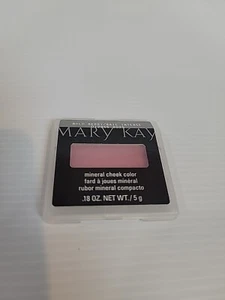 MARY KAY
mineral cheek color
fard à joues minéral
rubor mineral compacto
.18 OZ. NET WT./ 5 g